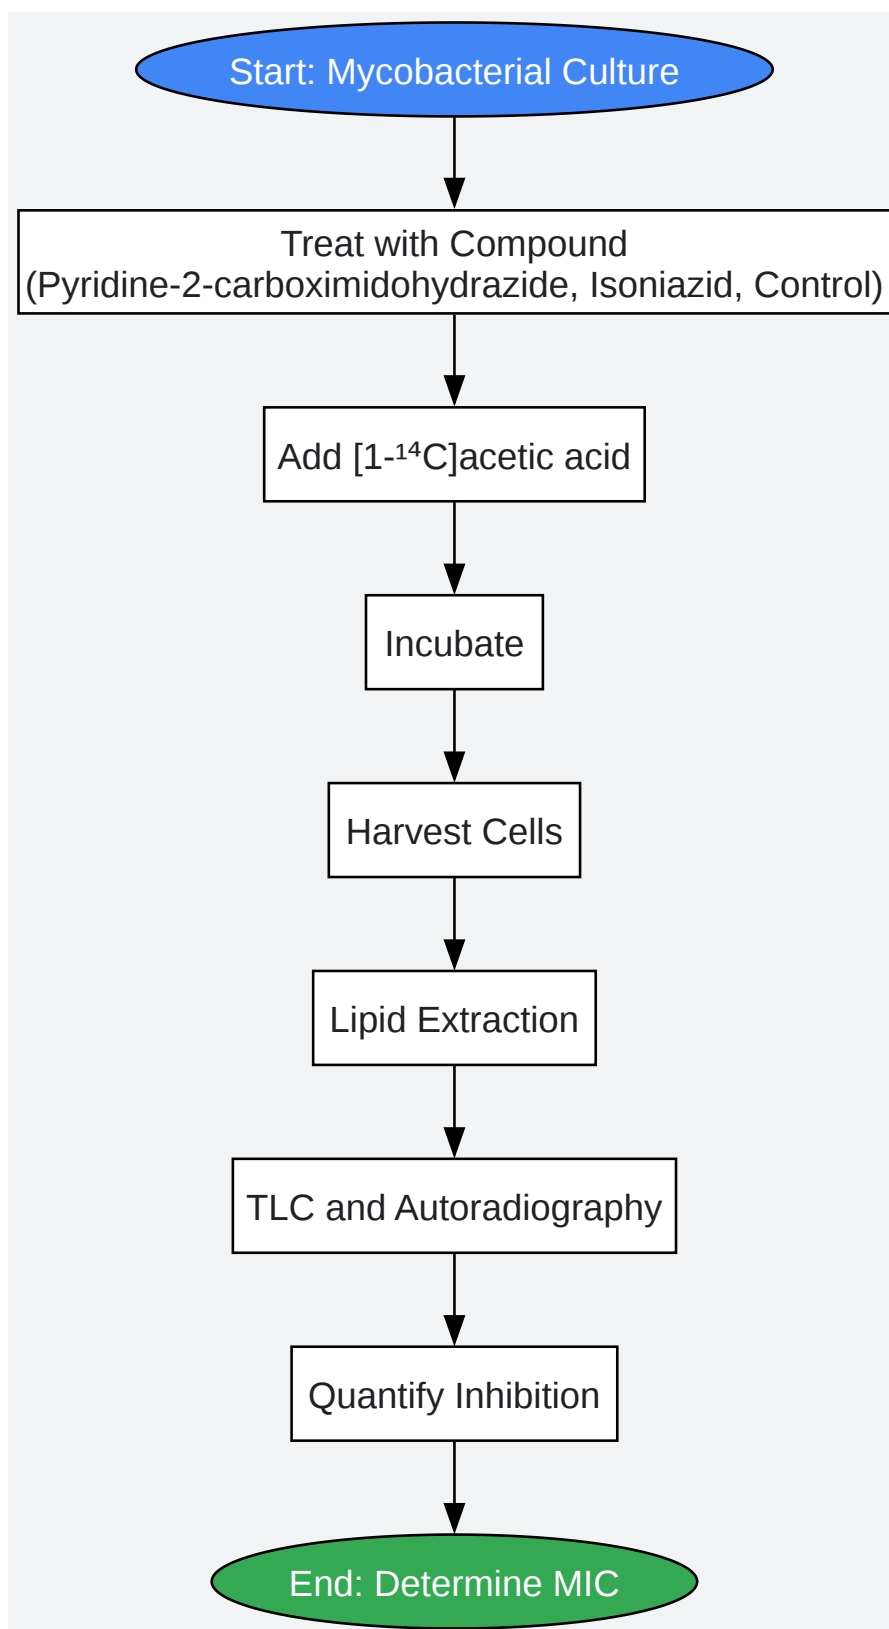 Start: Mycobacterial Culture
Treat with Compound
(Pyridine-2-carboximidohydrazide, Isoniazid, Control)
Add [1-¹⁴C]acetic acid
Incubate
Harvest Cells
Lipid Extraction
TLC and Autoradiography
Quantify Inhibition
End: Determine MIC